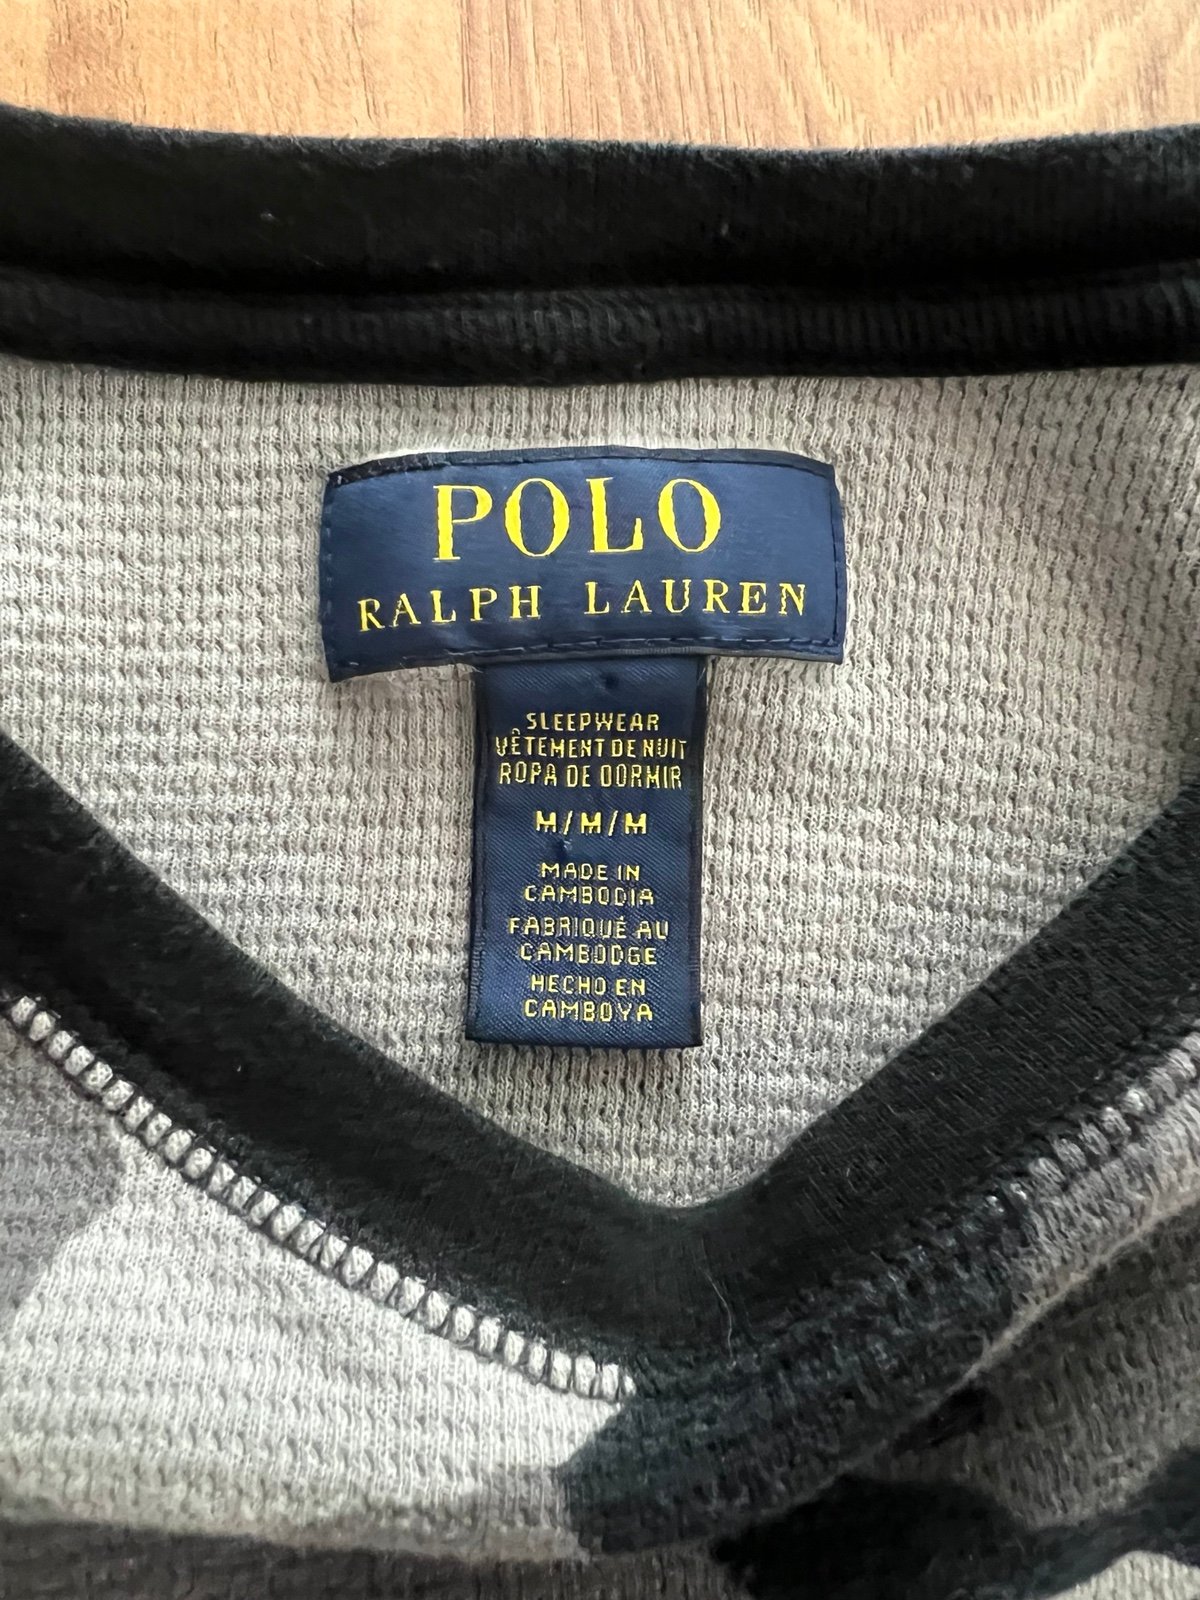 POLO
RALPH LAUREN
SLEEPWEAR
VÊTEMENT DE NUIT
ROPA DE DORMIR
M/M/M
MADE IN
CAMBODIA
FABRIQUÉ AU
CAMBODGE
HECHO EN
CAMBOYA